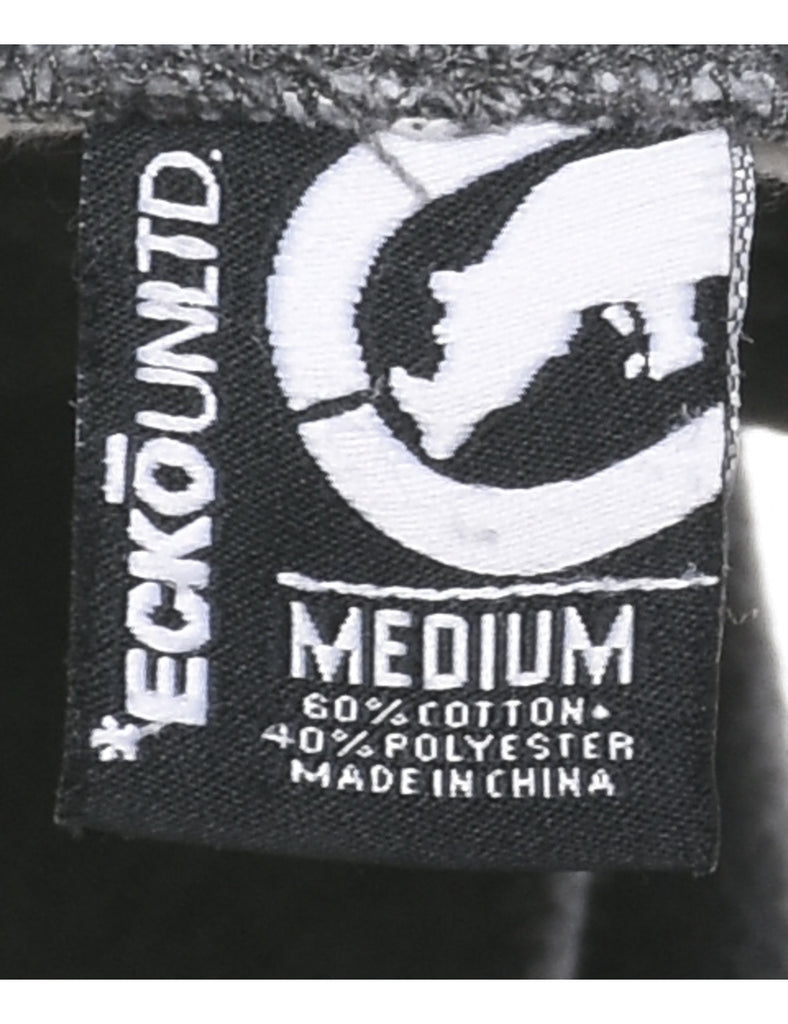 *ECKŌUNLTD.
MEDIUM
60% COTTON
40% POLYESTER
MADE IN CHINA